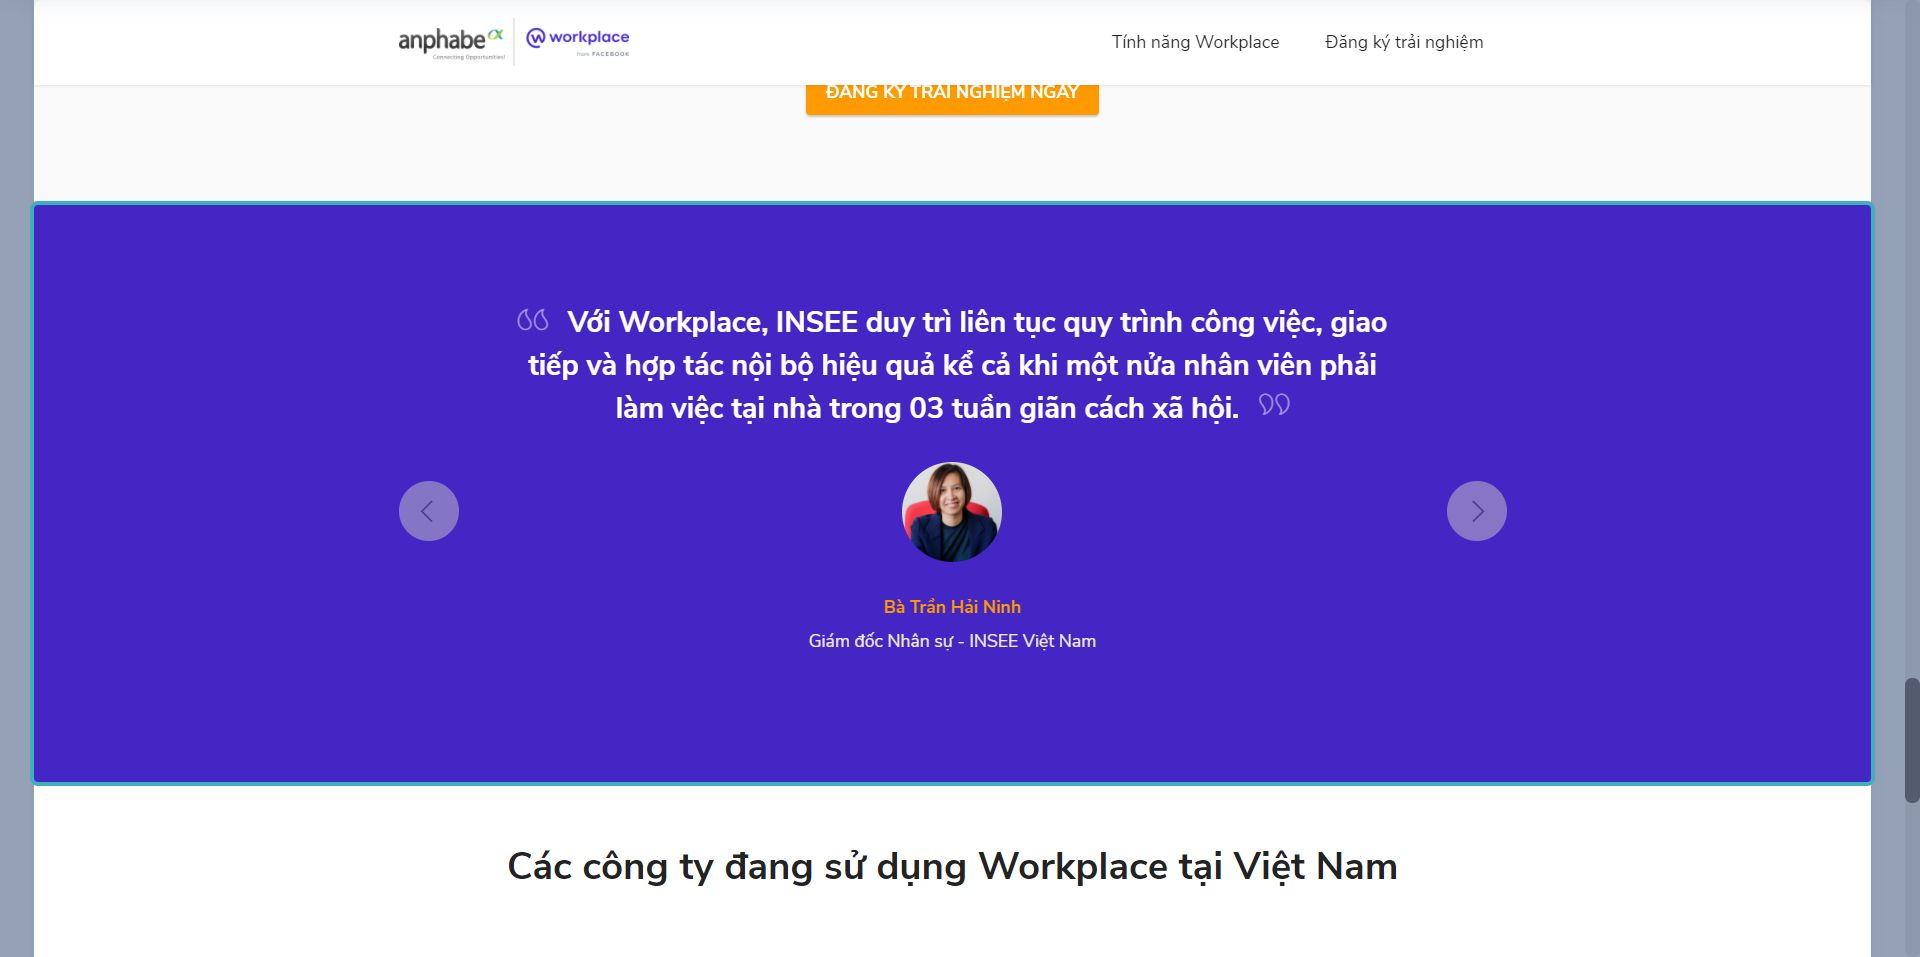 anphabe
Connecting Opportunities!
workplace
from FACEBOOK
Tính năng Workplace
Đăng ký trải nghiệm
ĐĂNG KÝ TRẢI NGHIỆM NGAY
Với Workplace, INSEE duy trì liên tục quy trình công việc, giao
tiếp và hợp tác nội bộ hiệu quả kể cả khi một nửa nhân viên phải
làm việc tại nhà trong 03 tuần giãn cách xã hội.
Bà Trần Hải Ninh
Giám đốc Nhân sự - INSEE Việt Nam
Các công ty đang sử dụng Workplace tại Việt Nam